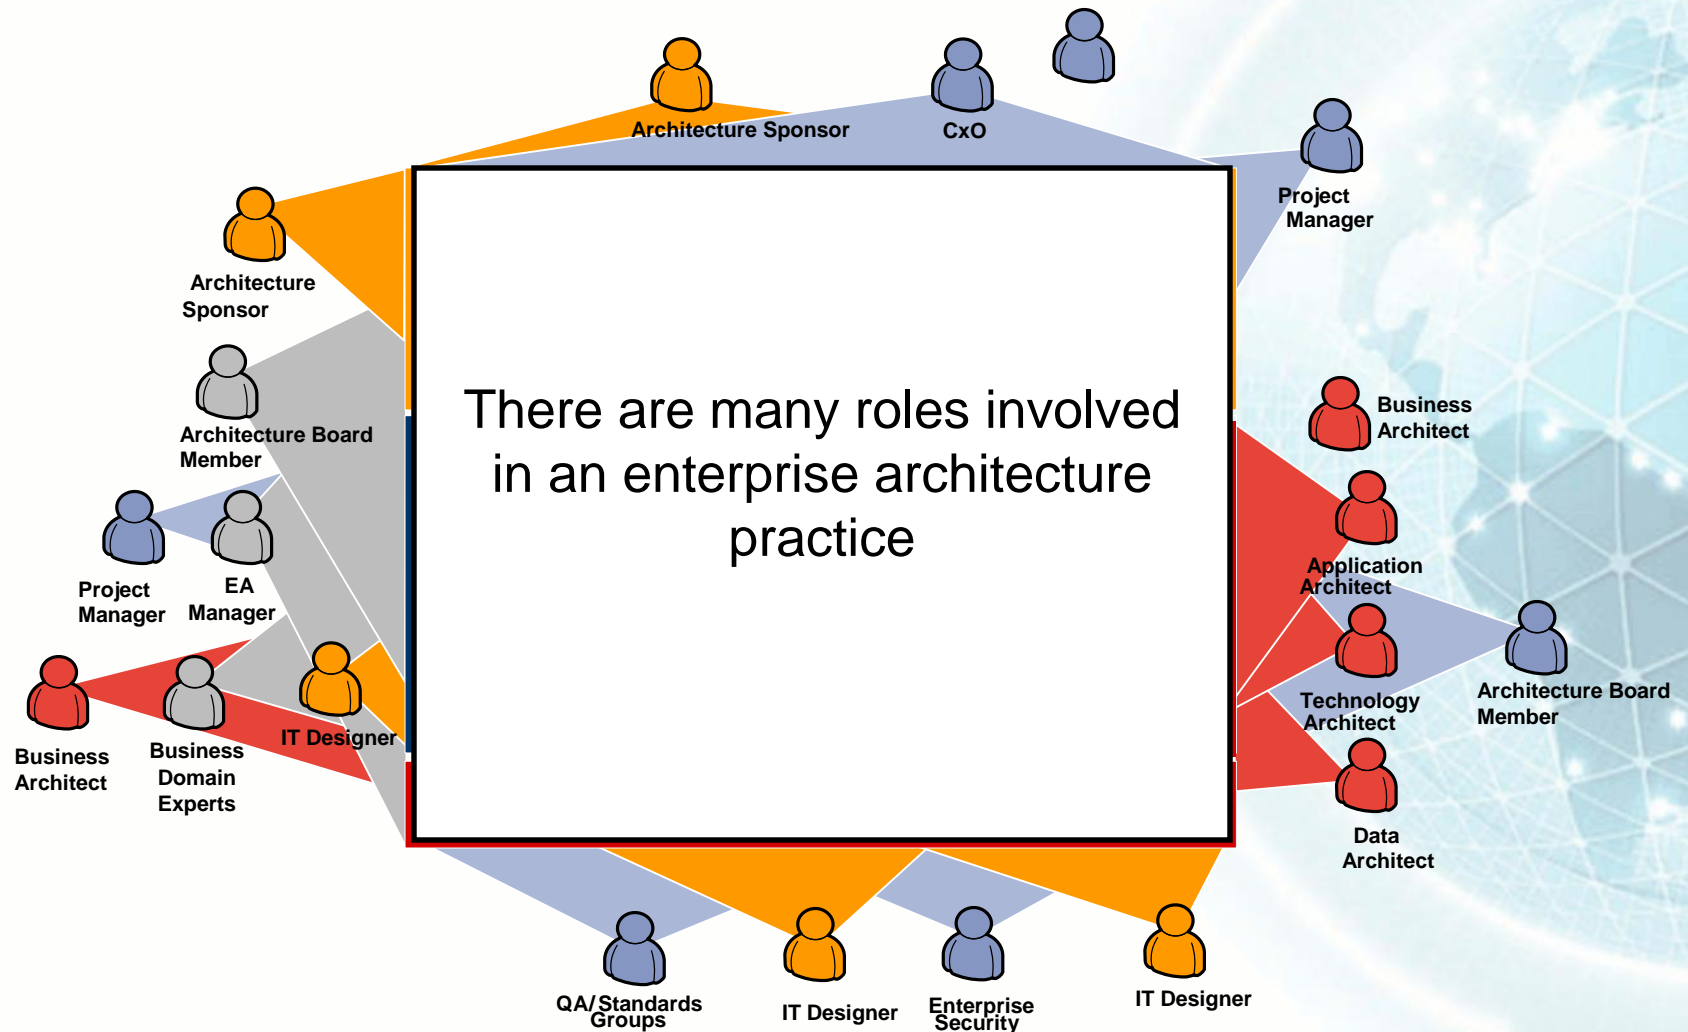 Architecture Sponsor
CxO
Project
Manager
Architecture
Sponsor
Architecture Board
Member
Project
Manager
EA
Manager
Business
Architect
Business
Domain
Experts
IT Designer
There are many roles involved
in an enterprise architecture
practice
Business
Architect
Application
Architect
Technology
Architect
Architecture Board
Member
Data
Architect
QA/Standards
Groups
IT Designer
Enterprise
Security
IT Designer